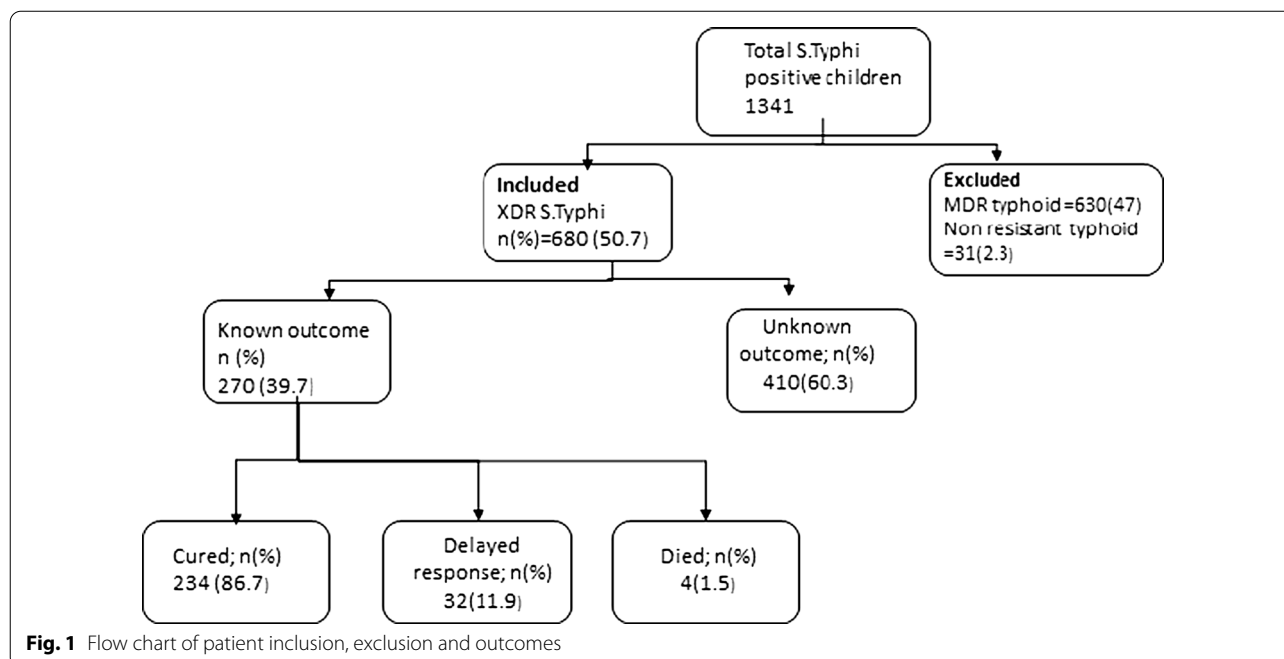 Total S.Typhi
positive children
1341
Included
XDR S.Typhi
n(%)=680 (50.7)
Excluded
MDR typhoid =630(47)
Non resistant typhoid
=31(2.3)
Known outcome
n (%)
270 (39.7)
Unknown
outcome; n(%)
410(60.3)
Cured; n(%)
234 (86.7)
Delayed
response; n(%)
32(11.9)
Died; n(%)
4(1.5)
Fig. 1 Flow chart of patient inclusion, exclusion and outcomes